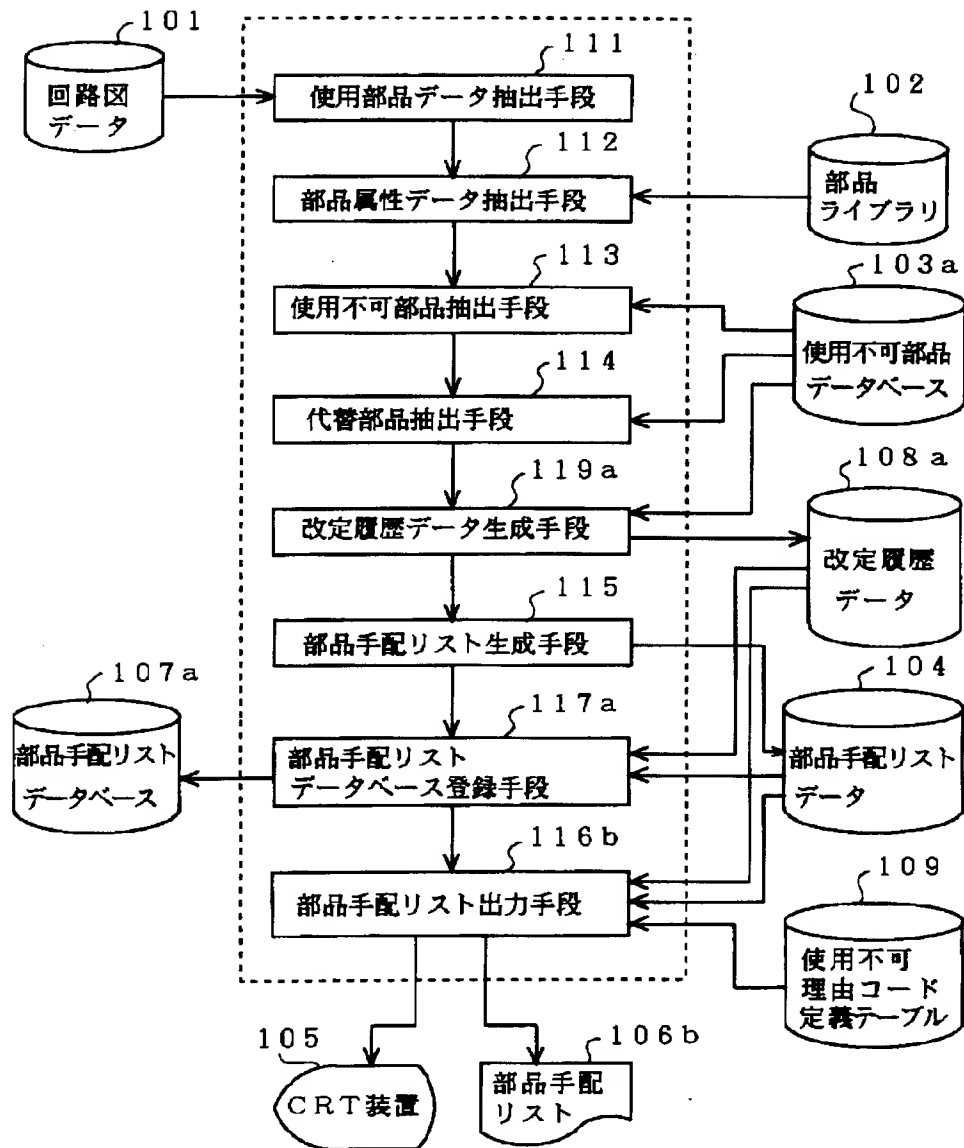 101
回路図
データ
111
使用部品データ抽出手段
102
部品
ライブラリ
112
部品属性データ抽出手段
113
使用不可部品抽出手段
103a
使用不可部品
データベース
114
代替部品抽出手段
119a
改定履歴データ生成手段
108a
改定履歴
データ
115
部品手配リスト生成手段
107a
部品手配リスト
データベース
117a
部品手配リスト
データベース登録手段
104
部品手配リスト
データ
116b
部品手配リスト出力手段
109
使用不可
理由コード
定義テーブル
105
CRT装置
106b
部品手配
リスト